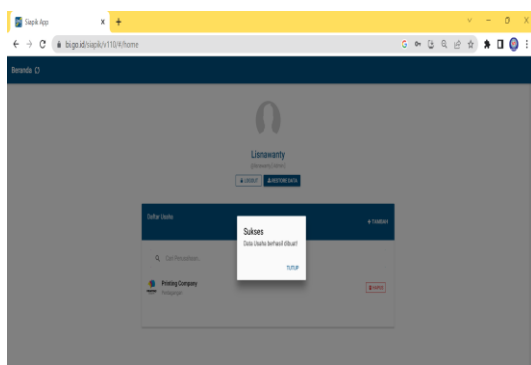 Siapik App
bi.go.id/siapik/v110/#/home
Beranda
Lisnawanty
LOGOUT
RESTORE DATA
Daftar Usaha
+ TAMBAH
Sukses
Data Usaha berhasil dibuat!
TUTUP
Cari Perusahaan...
Printing Company
HAPUS